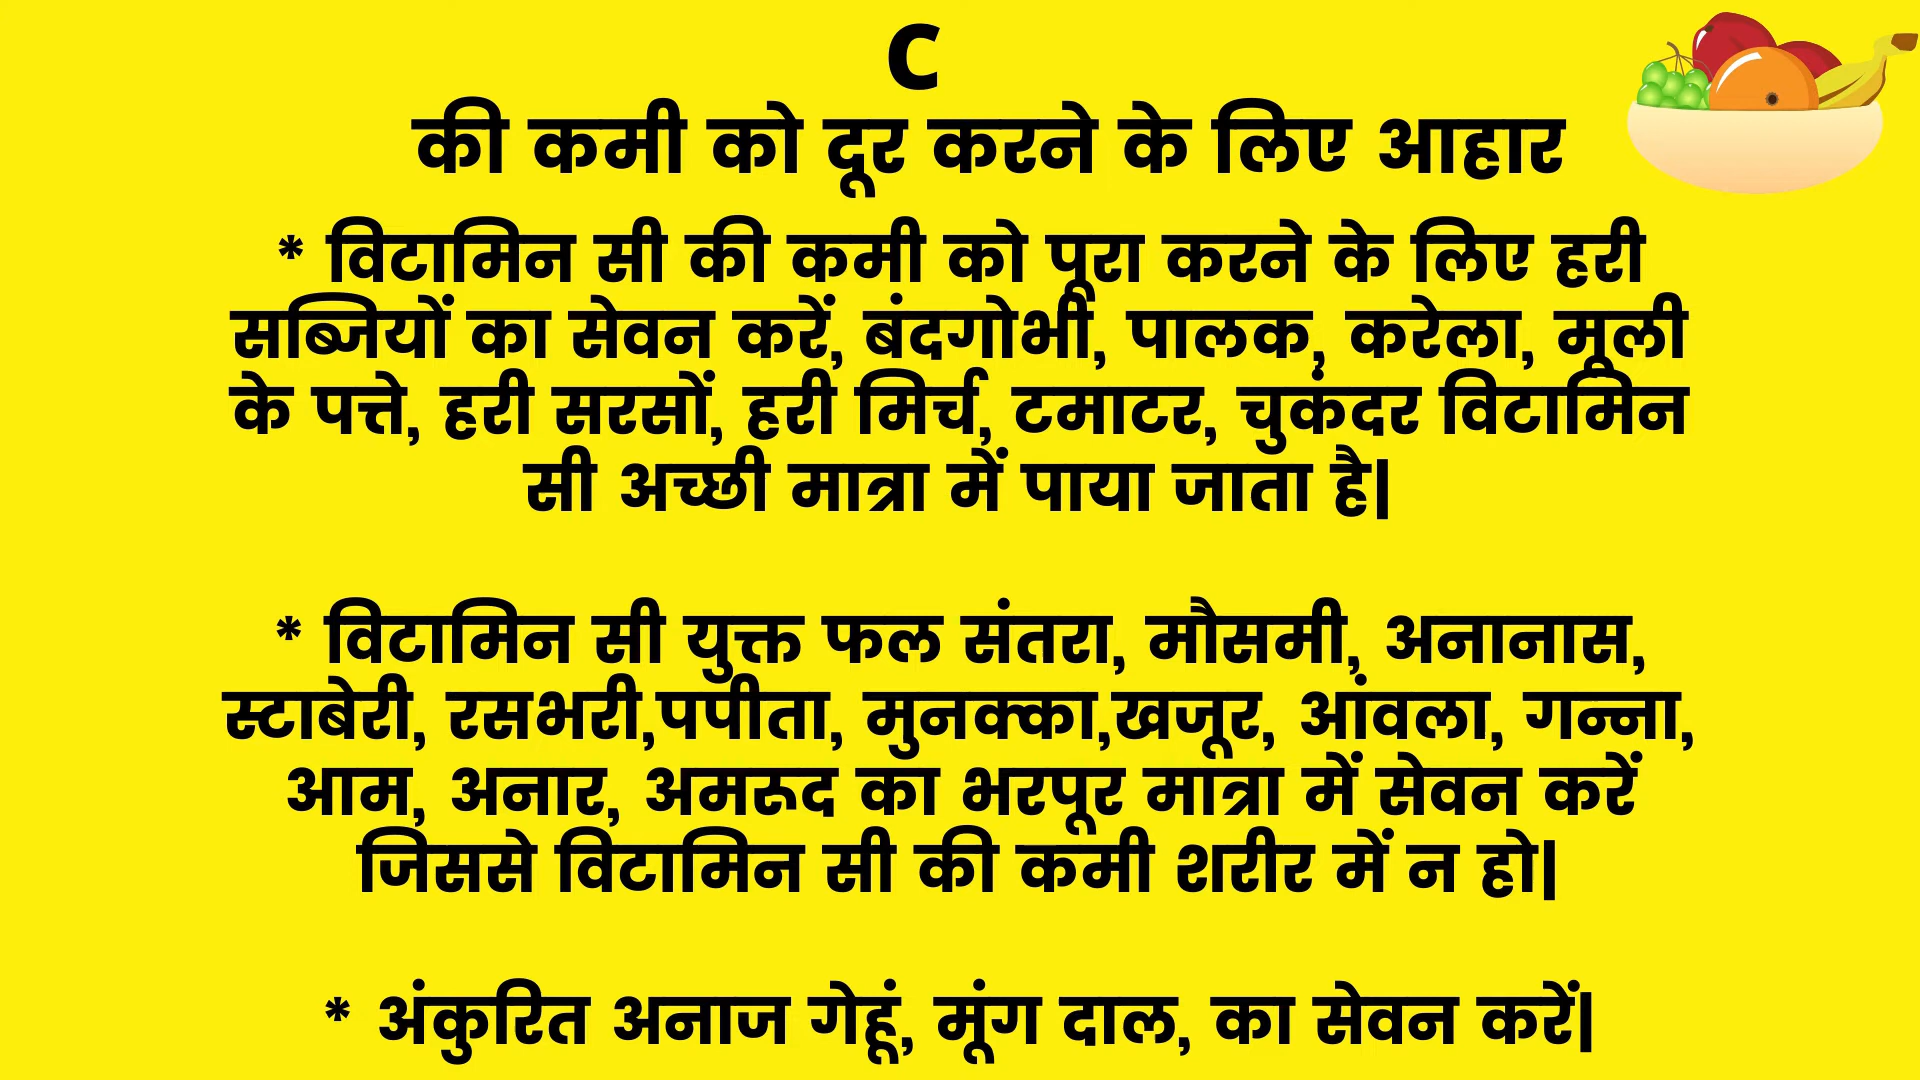 C
की कमी को दूर करने के लिए आहार
* विटामिन सी की कमी को पूरा करने के लिए हरी
सब्जियों का सेवन करें, बंदगोभी, पालक, करेला, मूली
के पत्ते, हरी सरसों, हरी मिर्च, टमाटर, चुकंदर विटामिन
सी अच्छी मात्रा में पाया जाता है|
* विटामिन सी युक्त फल संतरा, मौसमी, अनानास,
स्टाबेरी, रसभरी,पपीता, मुनक्का,खजूर, आंवला, गन्ना,
आम, अनार, अमरूद का भरपूर मात्रा में सेवन करें
जिससे विटामिन सी की कमी शरीर में न हो|
* अंकुरित अनाज गेहूं, मूंग दाल, का सेवन करें|